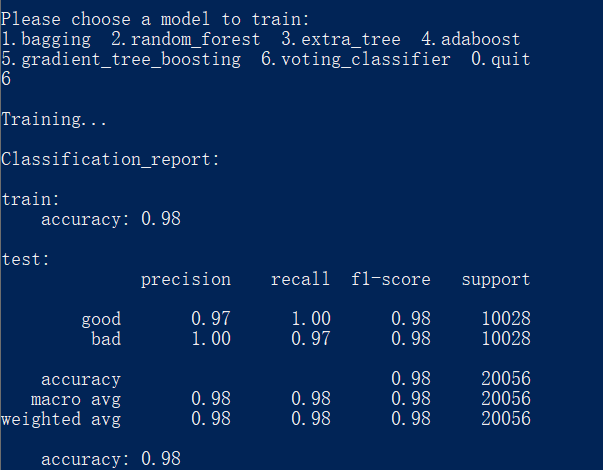 Please choose a model to train:
1.bagging 2.random_forest 3.extra_tree 4.adaboost
5.gradient_tree_boosting 6.voting_classifier 0.quit
6
Training...
Classification_report:
train:
accuracy: 0.98
test:
precision recall f1-score support
good 0.97 1.00 0.98 10028
bad 1.00 0.97 0.98 10028
accuracy 0.98 20056
macro avg 0.98 0.98 0.98 20056
weighted avg 0.98 0.98 0.98 20056
accuracy: 0.98